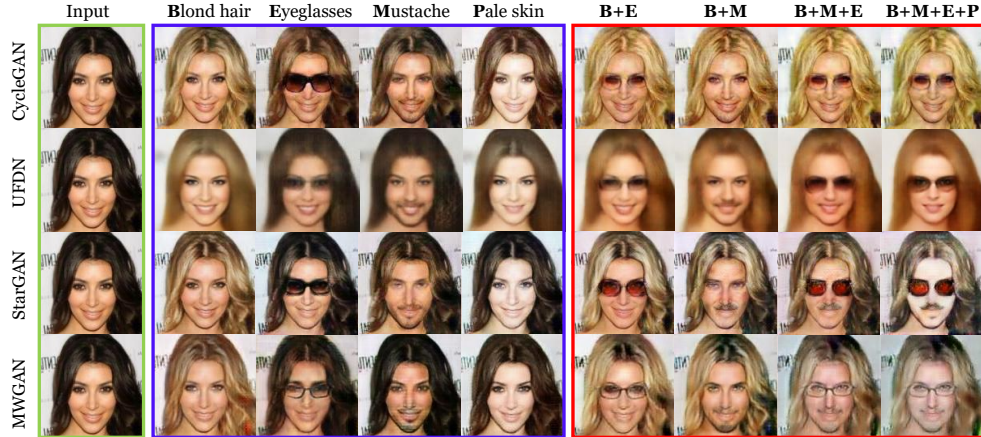 Input Blond hair Eyeglasses Mustache Pale skin B+E B+M B+M+E B+M+E+P
CycleGAN
UFDN
StarGAN
MWGAN